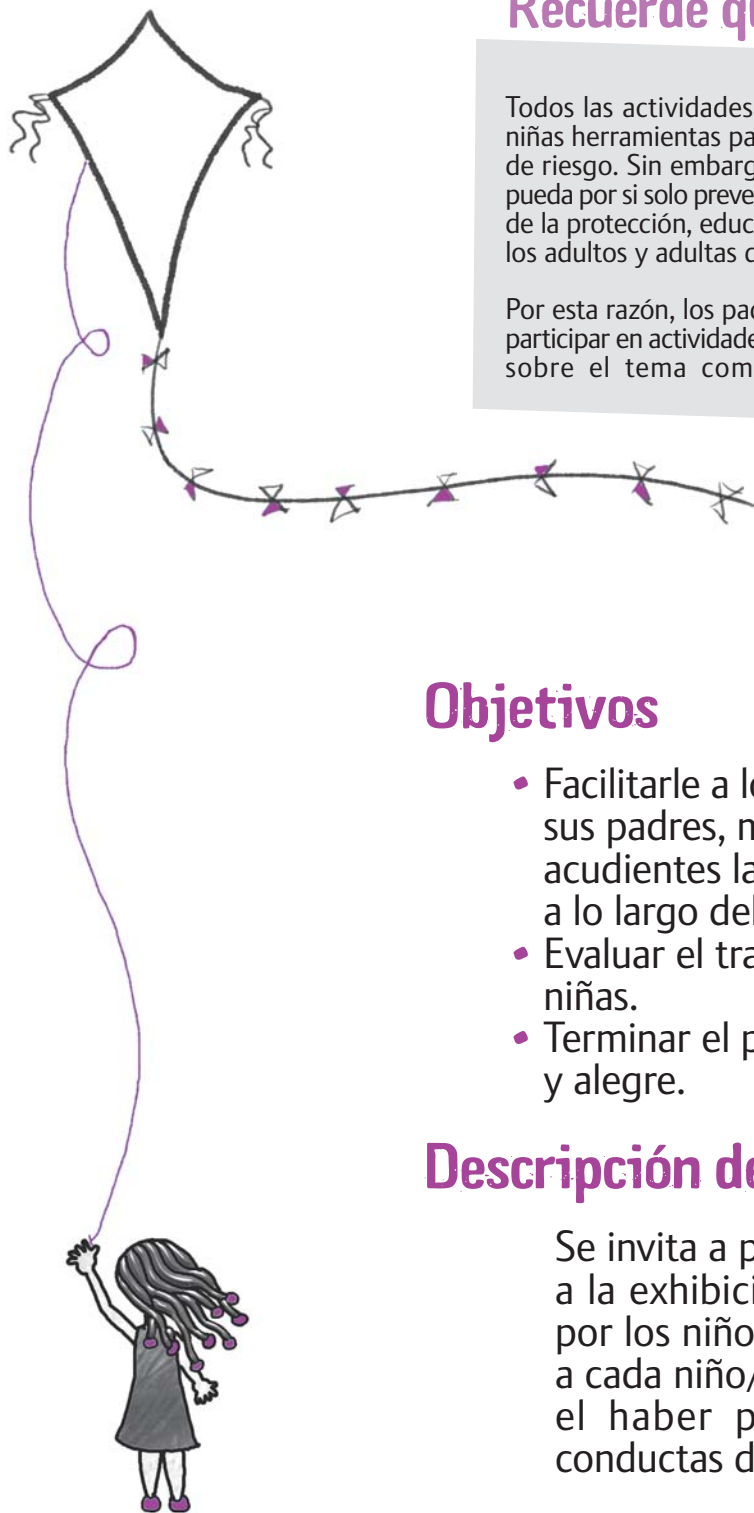 Recuerde qu
Todos las actividades
niñas herramientas pa
de riesgo. Sin embarg
pueda por si solo preve
de la protección, educ
los adultos y adultas d
Por esta razón, los pad
participar en actividade
sobre el tema com
Objetivos
• Facilitarle a lo
sus padres, m
acudientes la
a lo largo del
• Evaluar el tra
niñas.
• Terminar el p
y alegre.
Descripción de
Se invita a p
a la exhibici
por los niño
a cada niño/
el haber p
conductas d